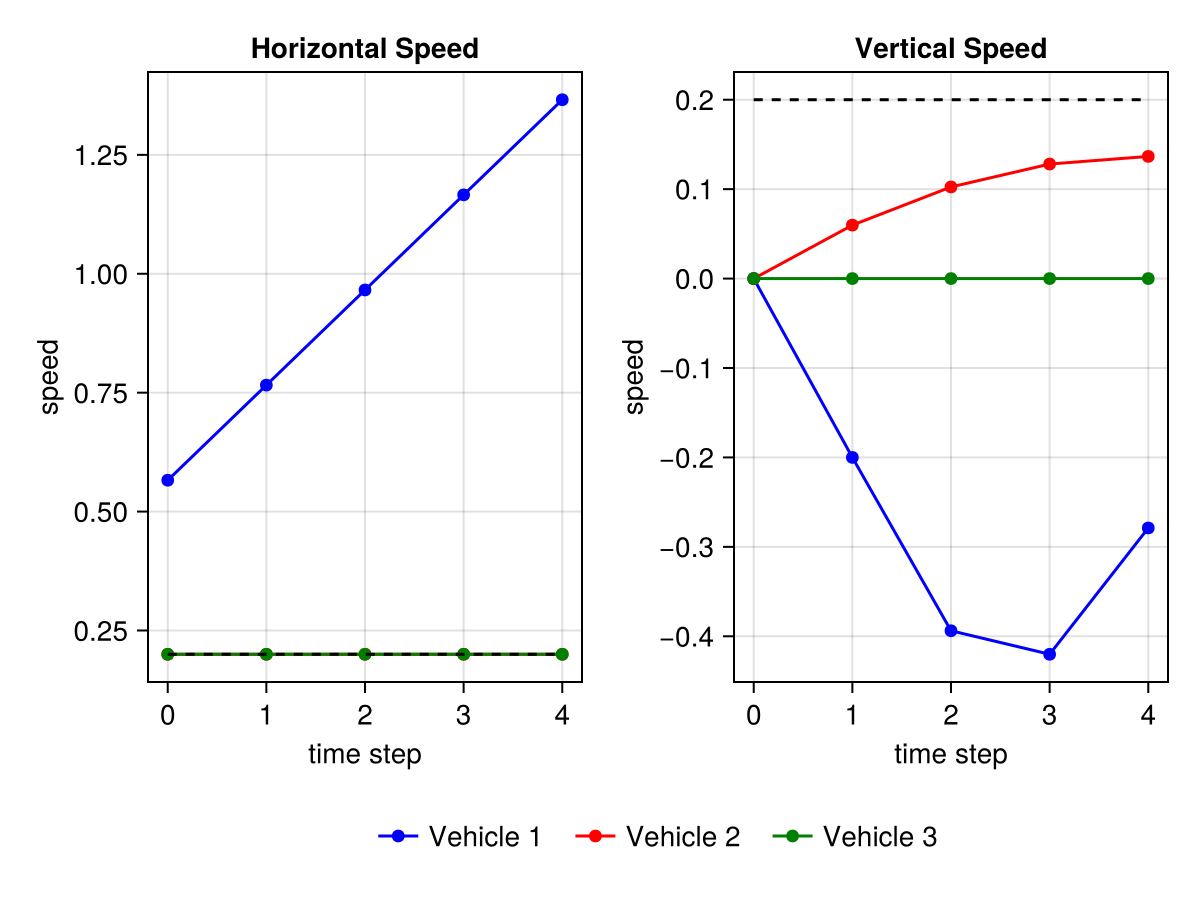 Horizontal Speed
Vertical Speed
speed
1.25
1.00
0.75
0.50
0.25
0 1 2 3 4
time step
speed
0.2
0.1
0.0
−0.1
−0.2
−0.3
−0.4
0 1 2 3 4
time step
Vehicle 1 Vehicle 2 Vehicle 3